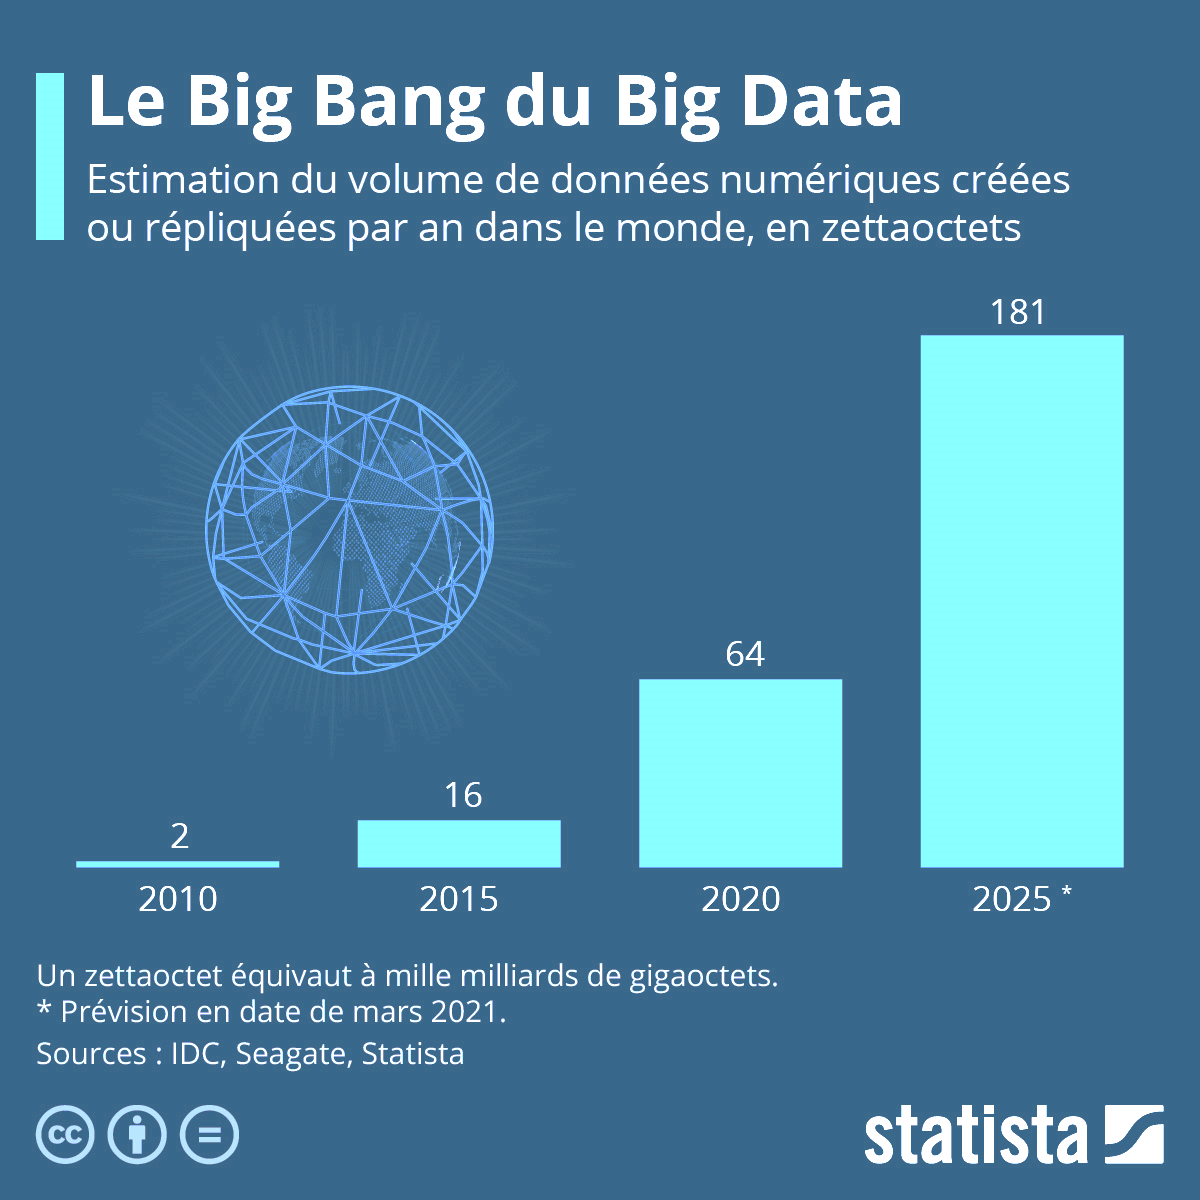 Le Big Bang du Big Data
Estimation du volume de données numériques créées
ou répliquées par an dans le monde, en zettaoctets
181
64
16
2
2010
2015
2020
2025 *
Un zettaoctet équivaut à mille milliards de gigaoctets.
* Prévision en date de mars 2021.
Sources : IDC, Seagate, Statista
cc
statista